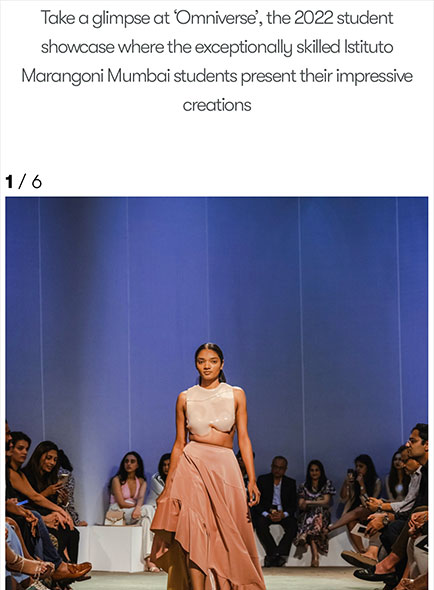 Take a glimpse at ‘Omniverse’, the 2022 student
showcase where the exceptionally skilled Istituto
Marangoni Mumbai students present their impressive
creations
1 / 6